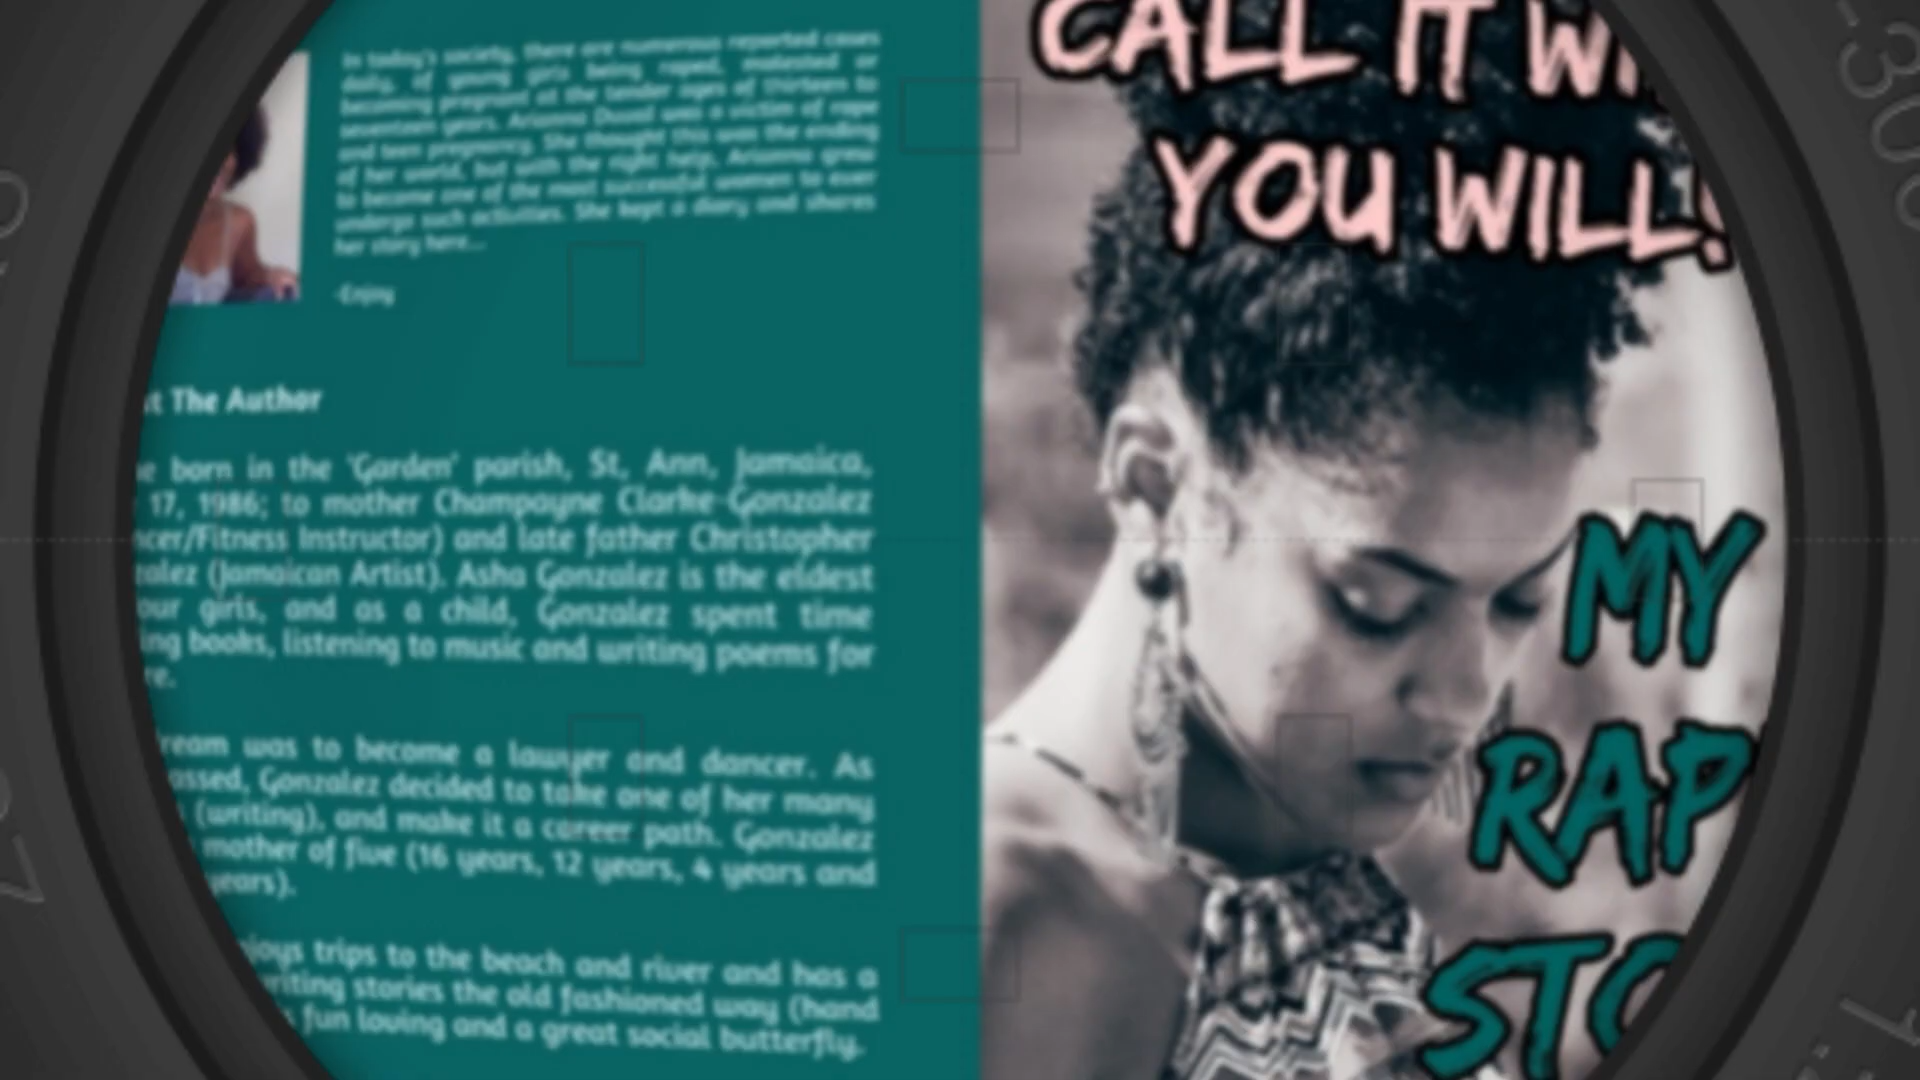 In today's society, there are numerous reported cases
daily, of young girls being raped, molested or
becoming pregnant at the tender ages of thirteen to
seventeen years. Arianna Duval was a victim of rape
and teen pregnancy. She thought this was the ending
of her world, but with the right help, Arianna grew
to become one of the most successful women to ever
undergo such activities. She kept a diary and shares
her story here...
-Enjoy
t The Author
e born in the 'Garden' parish, St, Ann, Jamaica,
17, 1986; to mother Champayne Clarke-Gonzalez
ncer/Fitness Instructor) and late father Christopher
zalez (Jamaican Artist). Asha Gonzalez is the eldest
our girls, and as a child, Gonzalez spent time
ing books, listening to music and writing poems for
re.
ream was to become a lawyer and dancer. As
assed, Gonzalez decided to take one of her many
(writing), and make it a career path. Gonzalez
mother of five (16 years, 12 years, 4 years and
years).
joys trips to the beach and river and has a
riting stories the old fashioned way (hand
s fun loving and a great social butterfly.
CALL IT WH
YOU WILL!
MY
RAP
STO
-300